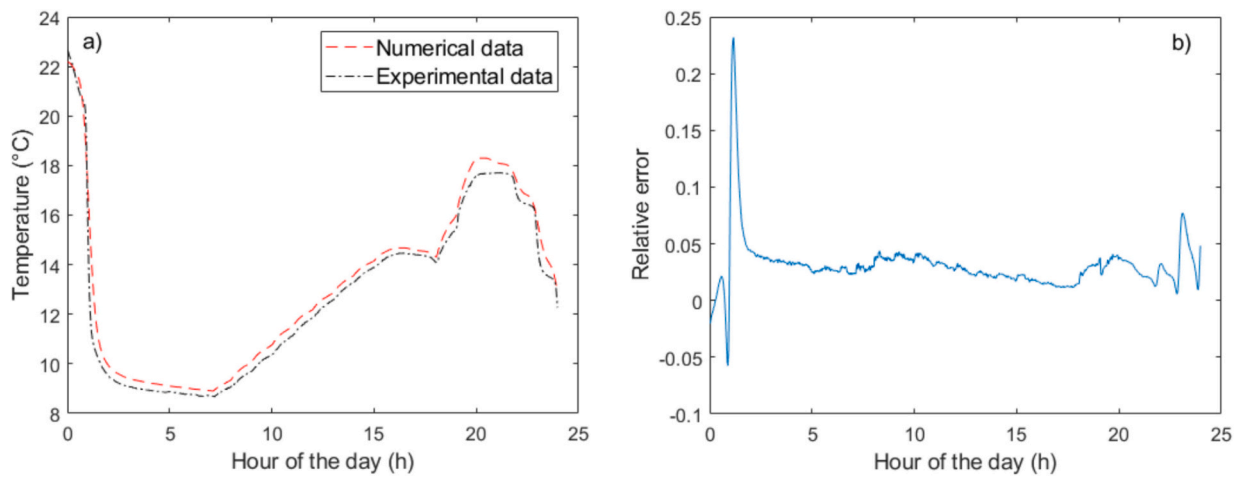 a)
Numerical data
Experimental data
24
22
20
18
16
14
12
10
8
Temperature (°C)
0 5 10 15 20 25
Hour of the day (h)
b)
0.25
0.2
0.15
0.1
0.05
0
-0.05
-0.1
Relative error
0 5 10 15 20 25
Hour of the day (h)